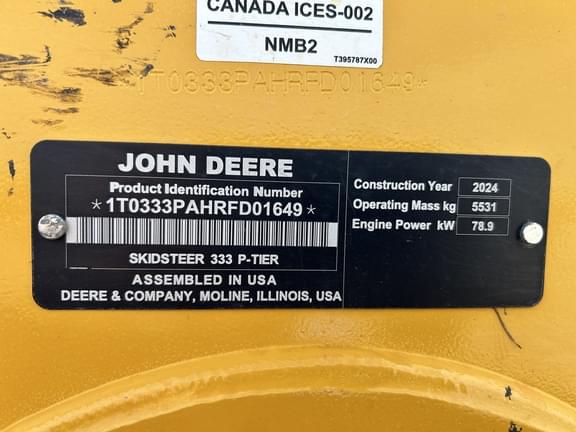 CANADA ICES-002
NMB2
T395787X00
*1T0333PAHRFD01649*
JOHN DEERE
Product Identification Number
*1T0333PAHRFD01649*
SKIDSTEER 333 P-TIER
ASSEMBLED IN USA
DEERE & COMPANY, MOLINE, ILLINOIS, USA
Construction Year 2024
Operating Mass kg 5531
Engine Power kW 78.9